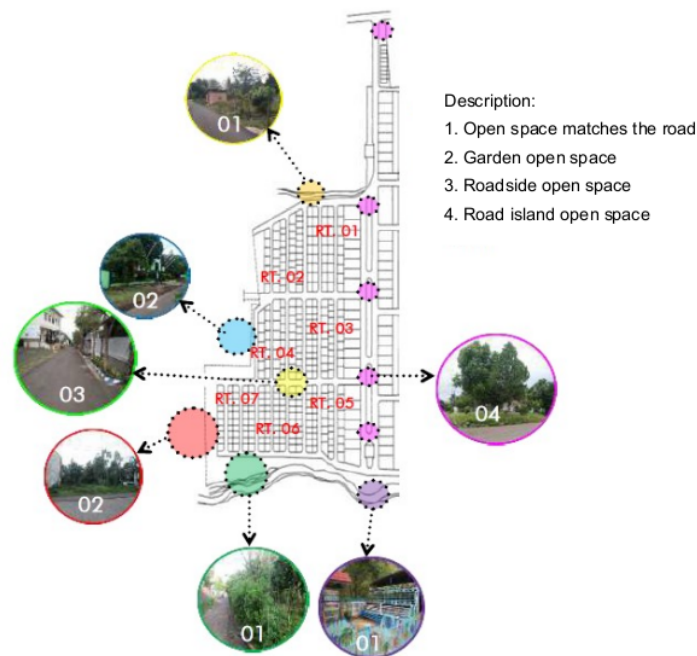 01
Description:
1. Open space matches the road
2. Garden open space
3. Roadside open space
4. Road island open space
RT. 01
RT. 02
02
RT. 03
RT. 04
03
04
RT. 07
RT. 05
RT. 06
02
01
01